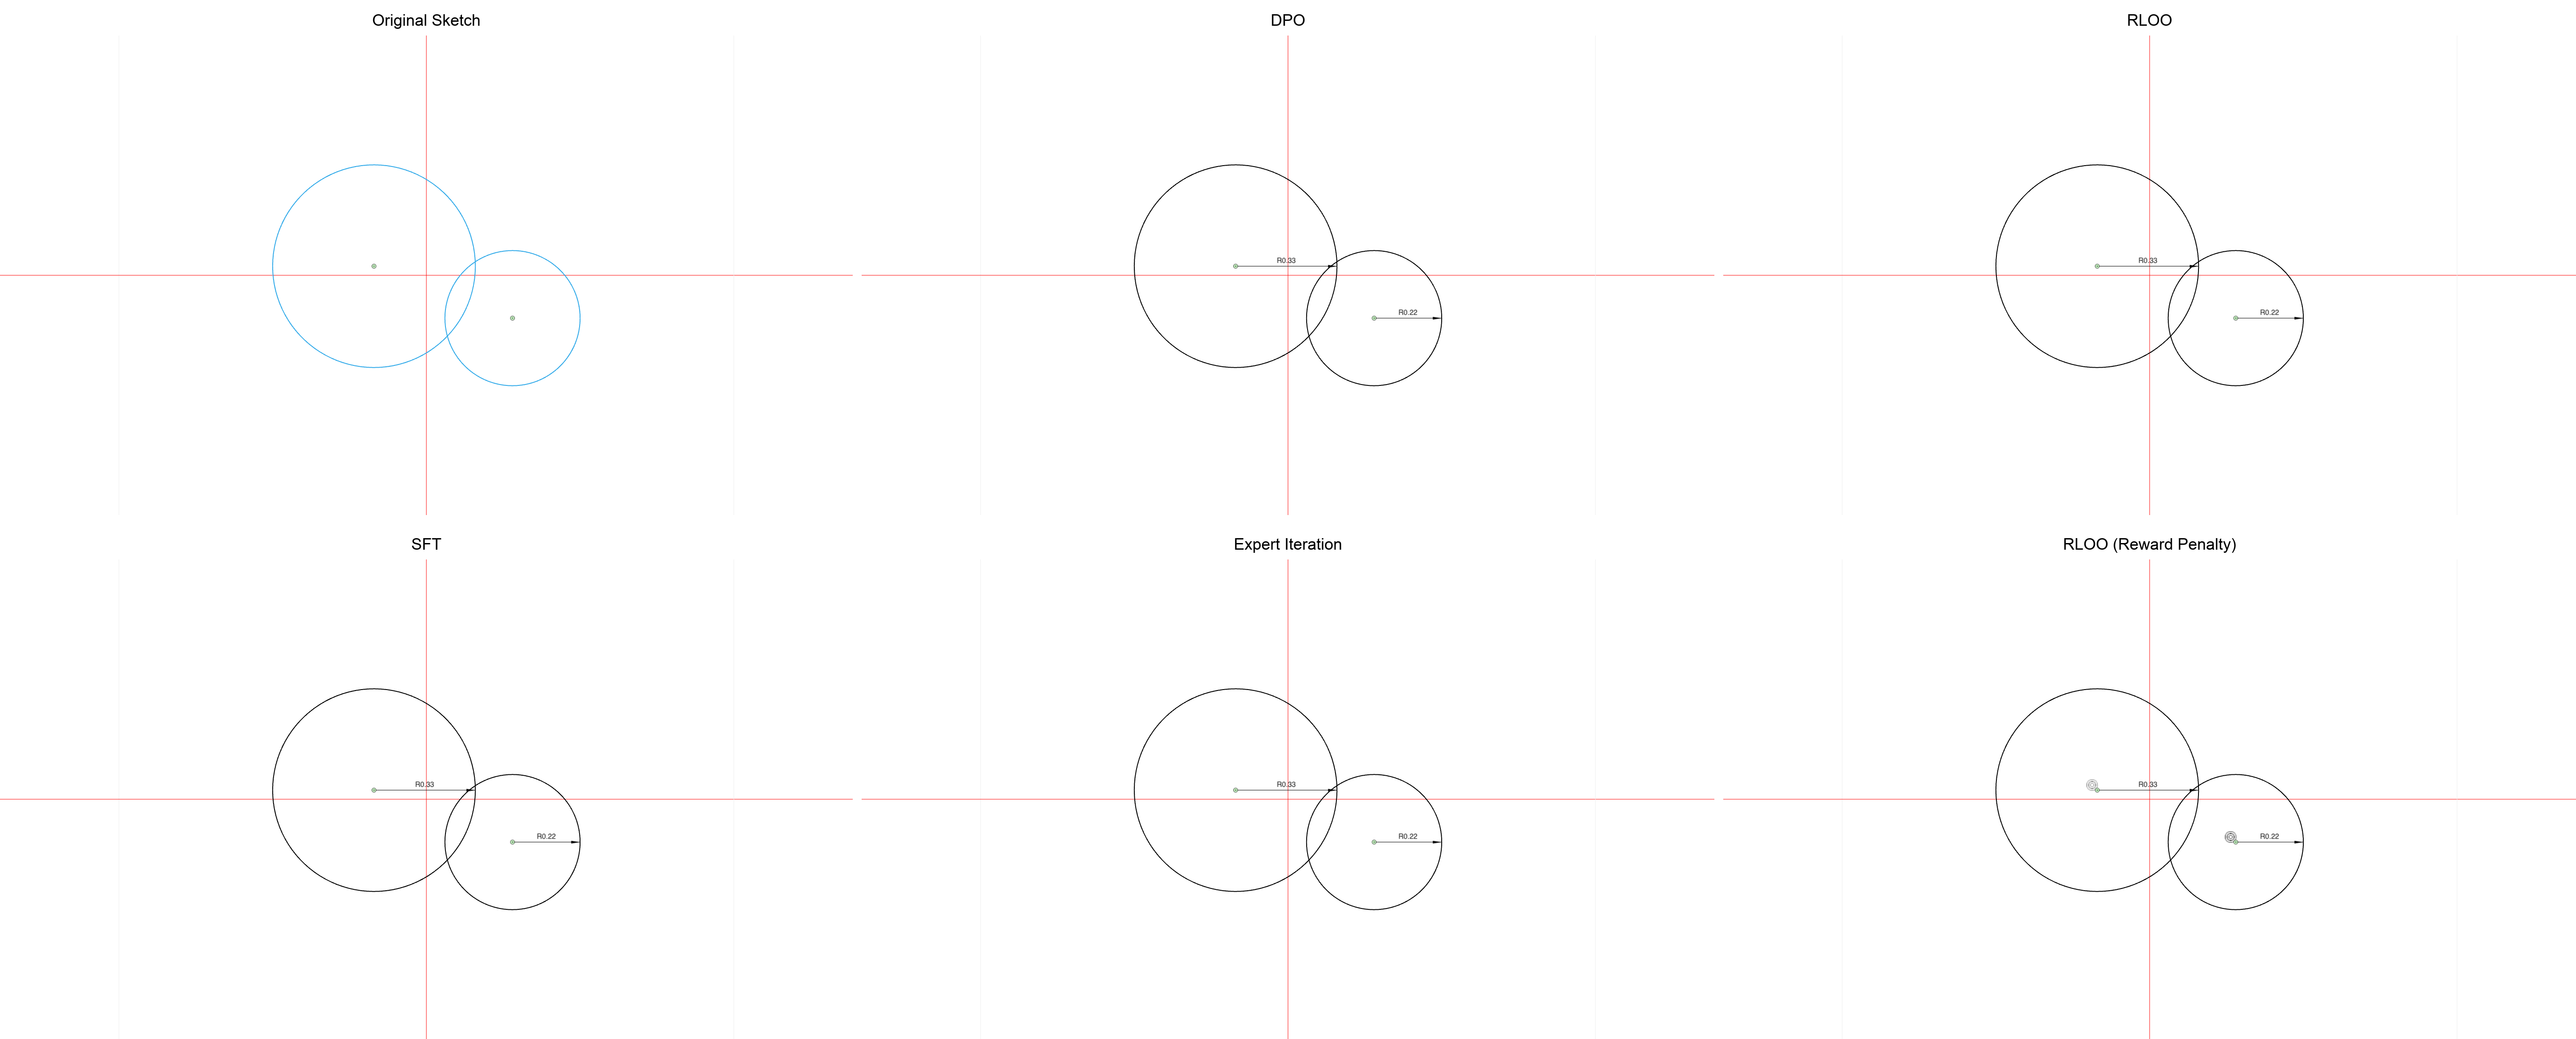 Original Sketch
DPO
RLOO
R0.33
R0.22
R0.33
R0.22
SFT
Expert Iteration
RLOO (Reward Penalty)
R0.33
R0.22
R0.33
R0.22
R0.33
R0.22